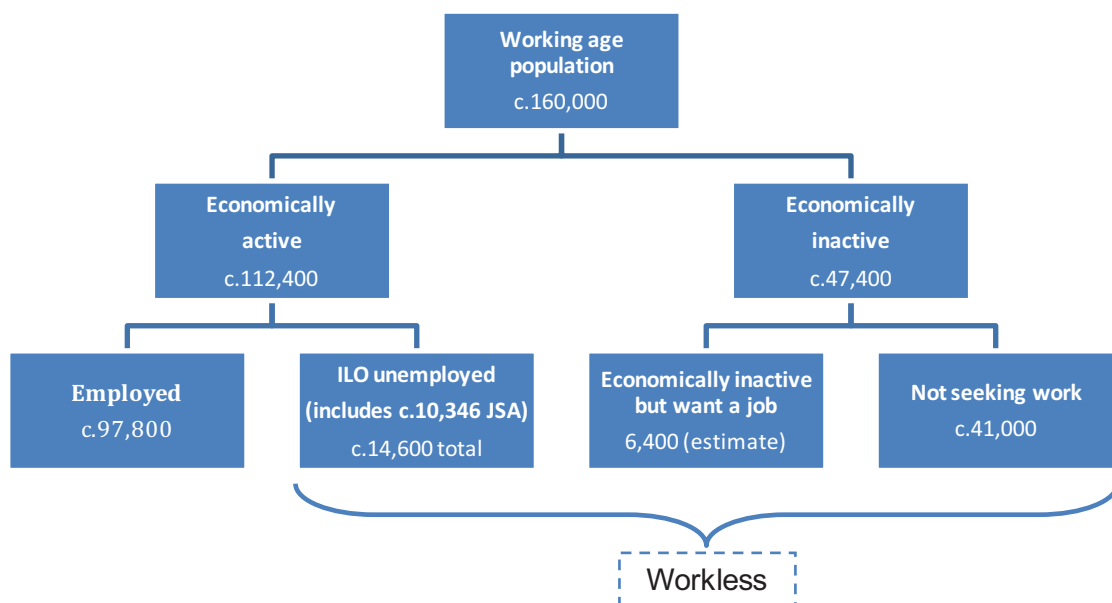 Working age
population
c.160,000
Economically
active
c.112,400
Economically
inactive
c.47,400
Employed
c.97,800
ILO unemployed
(includes c.10,346 JSA)
c.14,600 total
Economically inactive
but want a job
6,400 (estimate)
Not seeking work
c.41,000
Workless